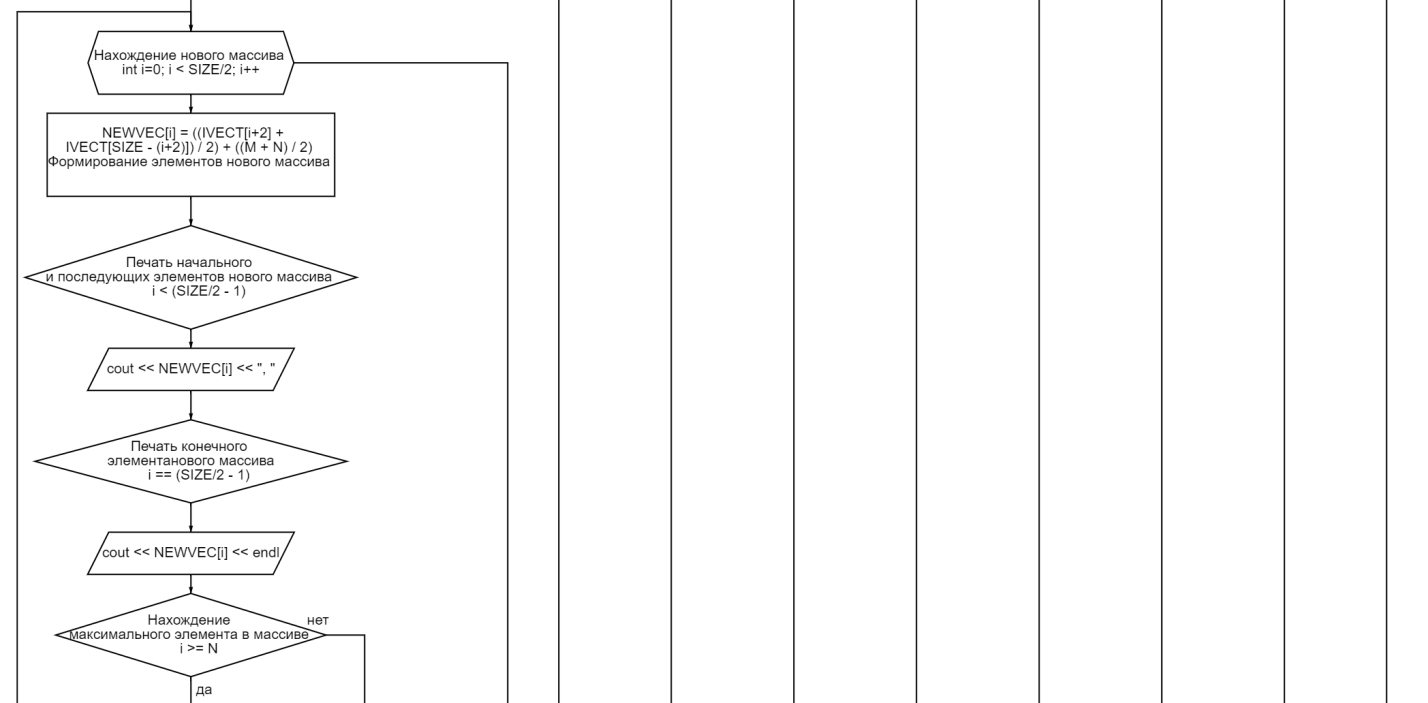 Нахождение нового массива
int i=0; i < SIZE/2; i++
NEWVEC[i] = ((IVECT[i+2] +
IVECT[SIZE - (i+2)]) / 2) + ((M + N) / 2)
Формирование элементов нового массива
Печать начального
и последующих элементов нового массива
i < (SIZE/2 - 1)
cout << NEWVEC[i] << ", "
Печать конечного
элементанового массива
i == (SIZE/2 - 1)
cout << NEWVEC[i] << endl
Нахождение
максимального элемента в массиве
i >= N
нет
да